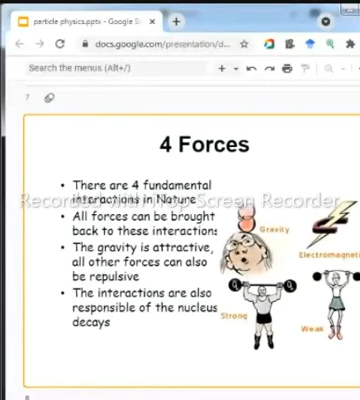 particle physics.pptx - Google S
docs.google.com/presentation/d...
Search the menus (Alt+/)
7
4 Forces
• There are 4 fundamental
interactions in Nature
Recorded with iTop Screen Recorder
• All forces can be brought
back to these interactions
• The gravity is attractive,
all other forces can also
be repulsive
• The interactions are also
responsible of the nucleus
decays
Gravity
Electromagneti
Strong
Weak
8